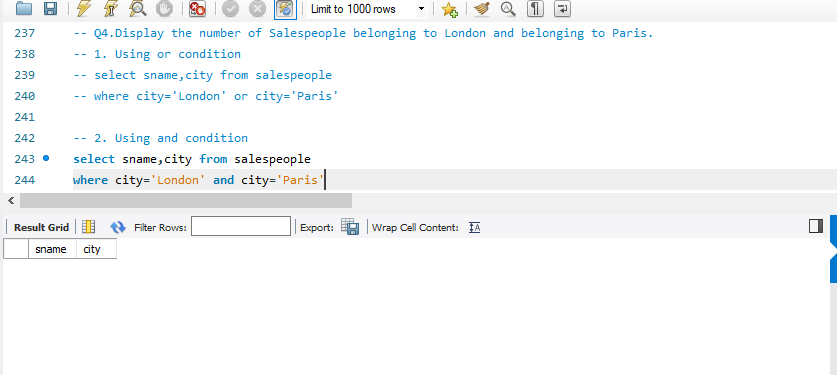 Limit to 1000 rows
237 -- Q4.Display the number of Salespeople belonging to London and belonging to Paris.
238 -- 1. Using or condition
239 -- select sname,city from salespeople
240 -- where city='London' or city='Paris'
241
242 -- 2. Using and condition
243 select sname,city from salespeople
244 where city='London' and city='Paris'
Result Grid Filter Rows: Export: Wrap Cell Content: IA
sname city